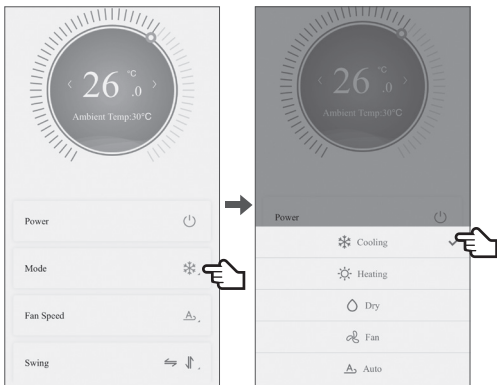 26.0 °C
Ambient Temp:30°C
Power
Mode
Fan Speed
A
Swing
26.0 °C
Ambient Temp:30°C
Power
Cooling
Heating
Dry
Fan
A Auto